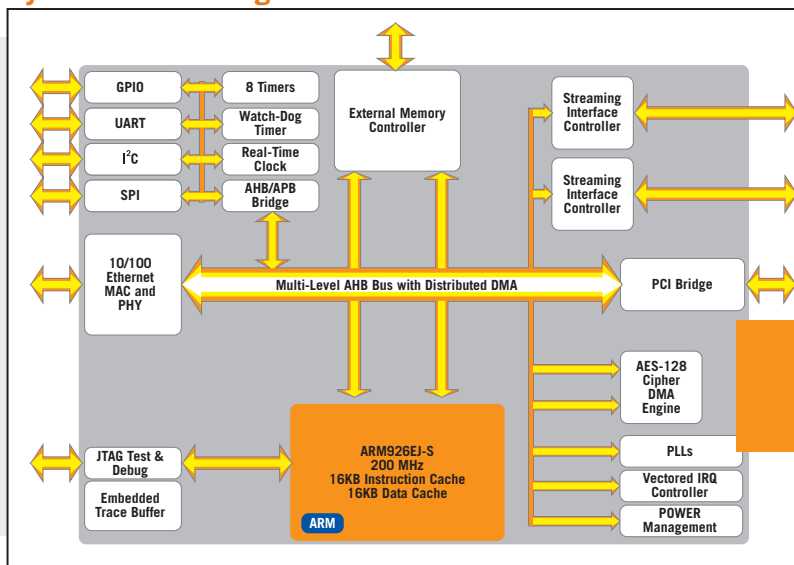 GPIO
8 Timers
UART
Watch-Dog
Timer
I²C
Real-Time
Clock
SPI
AHB/APB
Bridge
External Memory
Controller
Streaming
Interface
Controller
Streaming
Interface
Controller
10/100
Ethernet
MAC and
PHY
Multi-Level AHB Bus with Distributed DMA
PCI Bridge
AES-128
Cipher
DMA
Engine
JTAG Test &
Debug
Embedded
Trace Buffer
ARM926EJ-S
200 MHz
16KB Instruction Cache
16KB Data Cache
ARM
PLLs
Vectored IRQ
Controller
POWER
Management